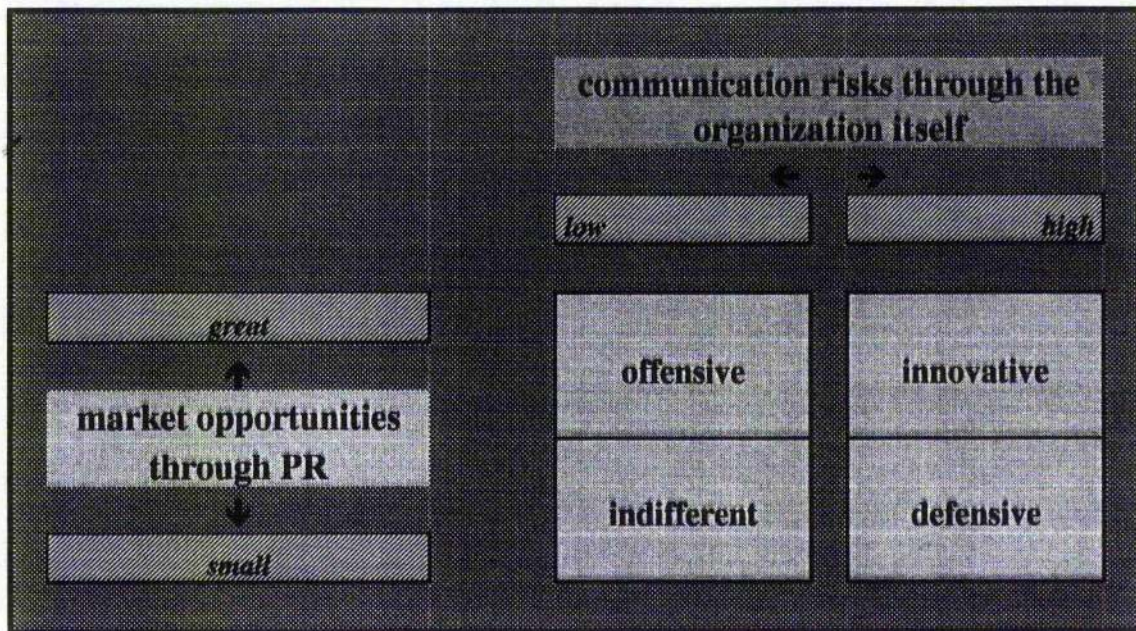 communication risks through the
organization itself
low
high
great
offensive
innovative
market opportunities
through PR
indifferent
defensive
small